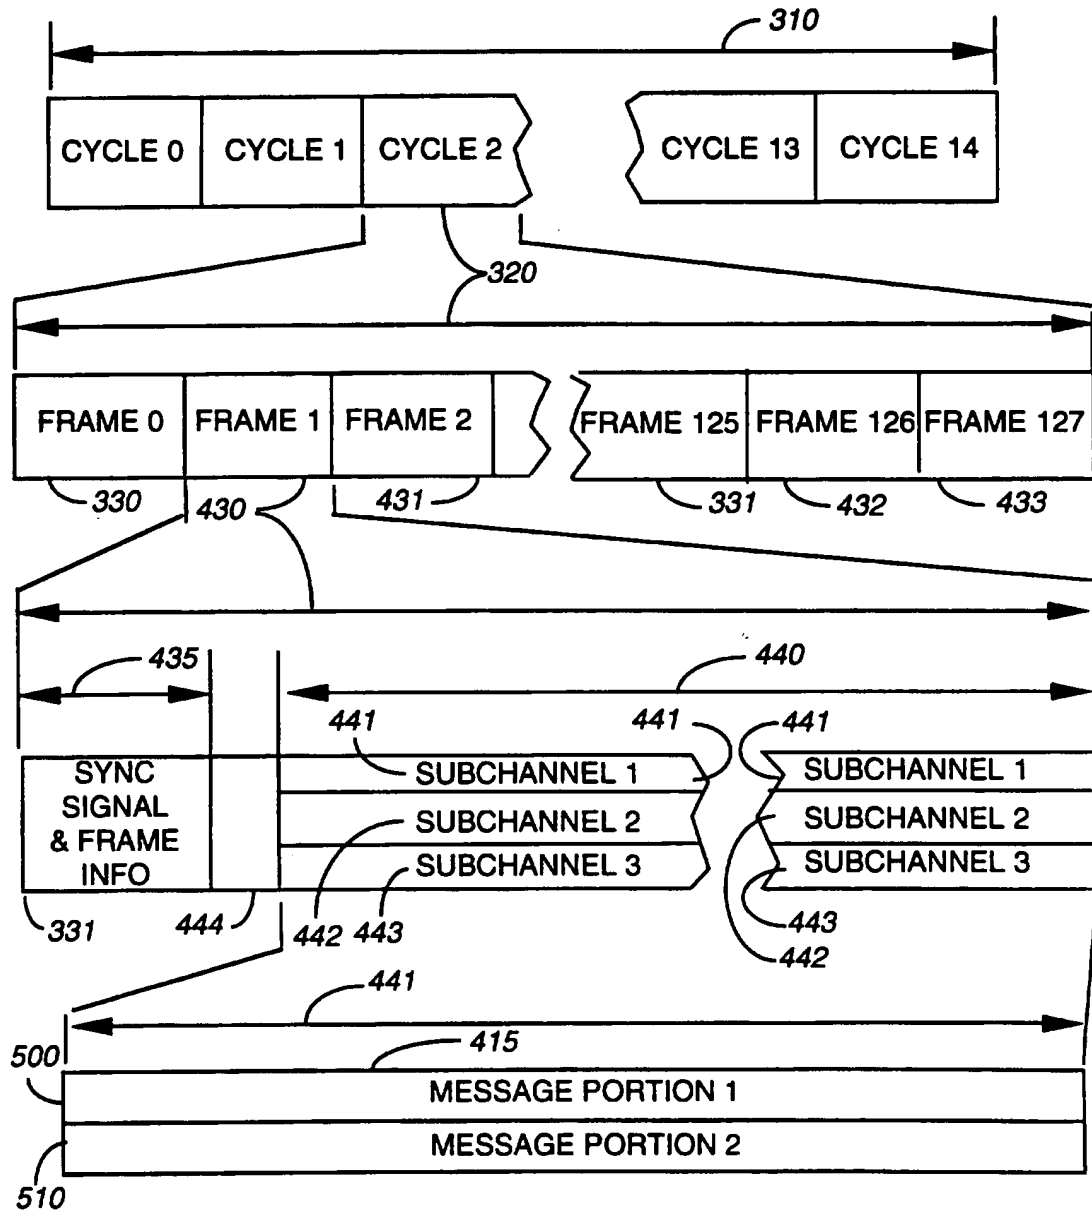 310
CYCLE 0 CYCLE 1 CYCLE 2 CYCLE 13 CYCLE 14
320
FRAME 0 FRAME 1 FRAME 2 FRAME 125 FRAME 126 FRAME 127
330 430 431 331 432 433
435 440
441 441 441
SYNC
SIGNAL
& FRAME
INFO
SUBCHANNEL 1 SUBCHANNEL 1
SUBCHANNEL 2 SUBCHANNEL 2
SUBCHANNEL 3 SUBCHANNEL 3
331 444 442 443 443
442
441
500 415
MESSAGE PORTION 1
MESSAGE PORTION 2
510